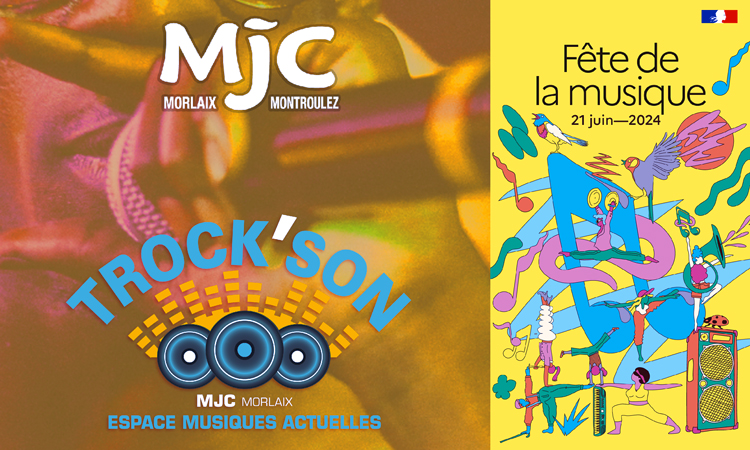 MJC
MORLAIX MONTROULEZ
TROCK'SON
MJC MORLAIX
ESPACE MUSIQUES ACTUELLES
Fête de
la musique
21 juin—2024